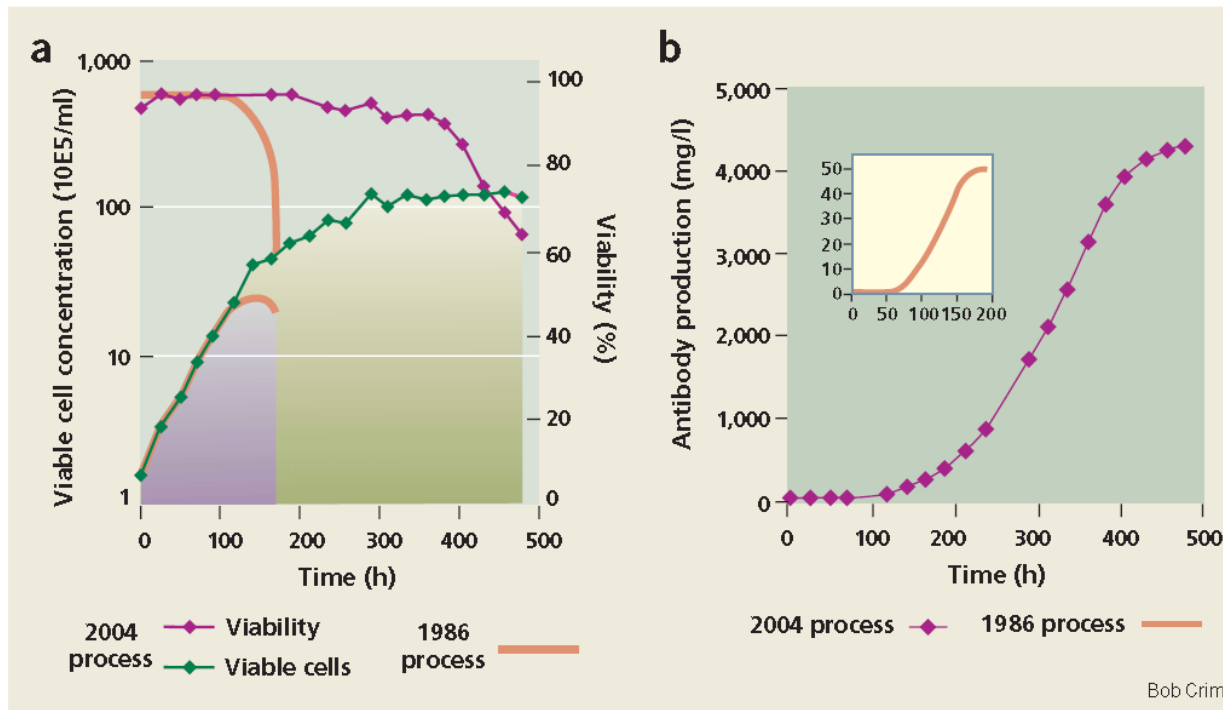 a
1,000
100
10
1
Viable cell concentration (10E5/ml)
100
80
60
40
20
0
Viability (%)
0 100 200 300 400 500
Time (h)
2004 process
Viability
Viable cells
1986 process
b
5,000
4,000
3,000
2,000
1,000
0
Antibody production (mg/l)
50
40
30
20
10
0
0 50 100 150 200
0 100 200 300 400 500
Time (h)
2004 process
1986 process
Bob Crim